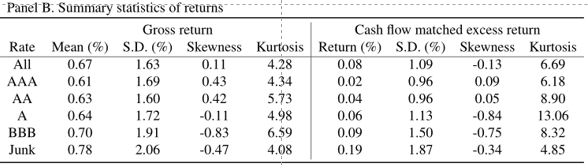 Panel B. Summary statistics of returns
Gross return Cash flow matched excess return
Rate Mean (%) S.D. (%) Skewness Kurtosis Return (%) S.D. (%) Skewness Kurtosis
All 0.67 1.63 0.11 4.28 0.08 1.09 -0.13 6.69
AAA 0.61 1.69 0.43 4.34 0.02 0.96 0.09 6.18
AA 0.63 1.60 0.42 5.73 0.04 0.96 0.05 8.90
A 0.64 1.72 -0.11 4.98 0.06 1.13 -0.84 13.06
BBB 0.70 1.91 -0.83 6.59 0.09 1.50 -0.75 8.32
Junk 0.78 2.06 -0.47 4.08 0.19 1.87 -0.34 4.85